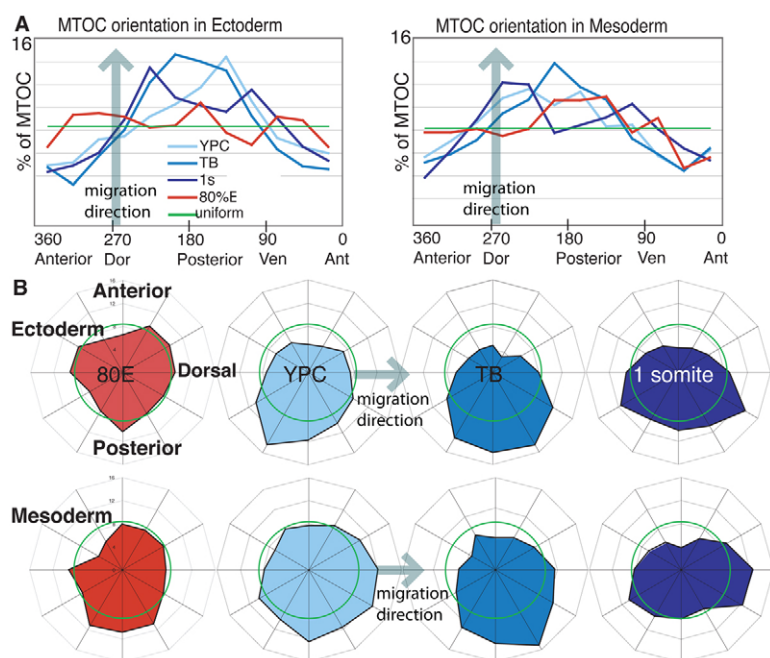 A
MTOC orientation in Ectoderm
MTOC orientation in Mesoderm
16
% of MTOC
YPC
TB
1s
80%E
uniform
migration
direction
360 270 180 90 0
Anterior Dor Posterior Ven Ant
16
% of MTOC
migration
direction
360 270 180 90 0
Anterior Dor Posterior Ven Ant
B
Anterior
Ectoderm
80E
Dorsal
Posterior
YPC
migration
direction
TB
1 somite
Mesoderm
migration
direction